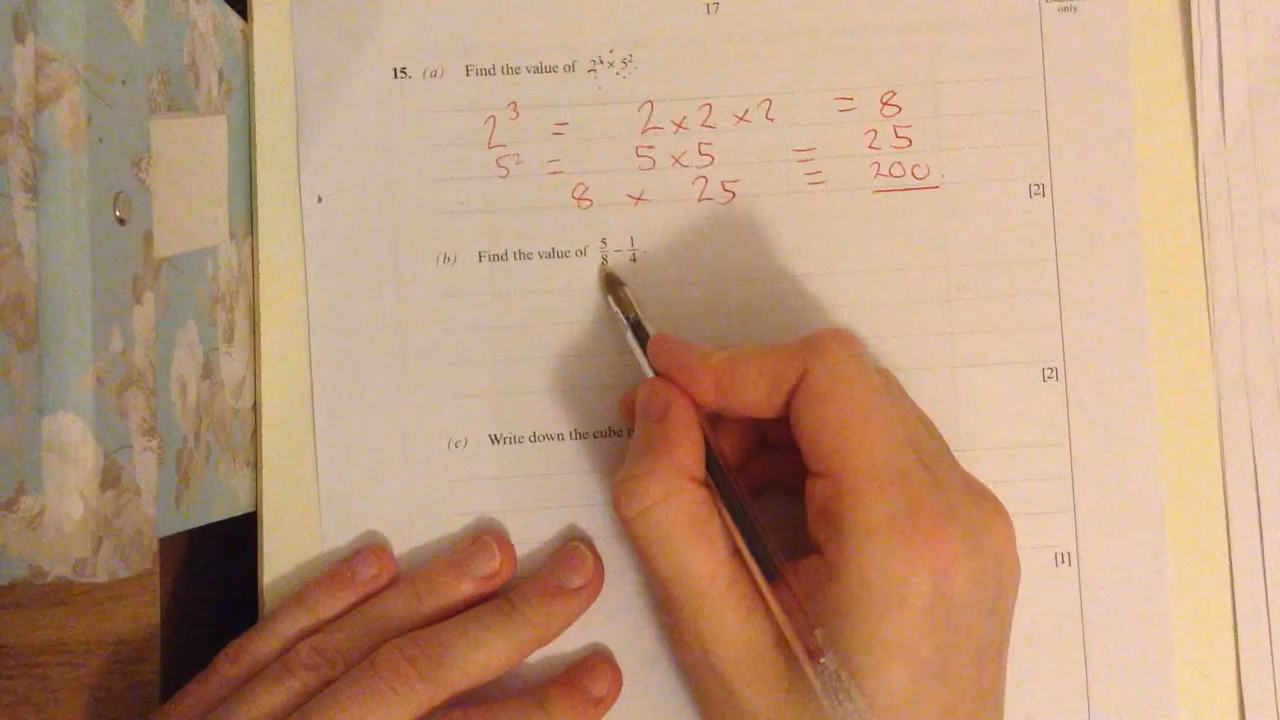 17
only
15. (a) Find the value of 2³ × 5².
2³ = 2 × 2 × 2 = 8
5² = 5 × 5 = 25
8 × 25 = 200.
[2]
(b) Find the value of 5/8 − 1/4.
[2]
(c) Write down the cube
[1]